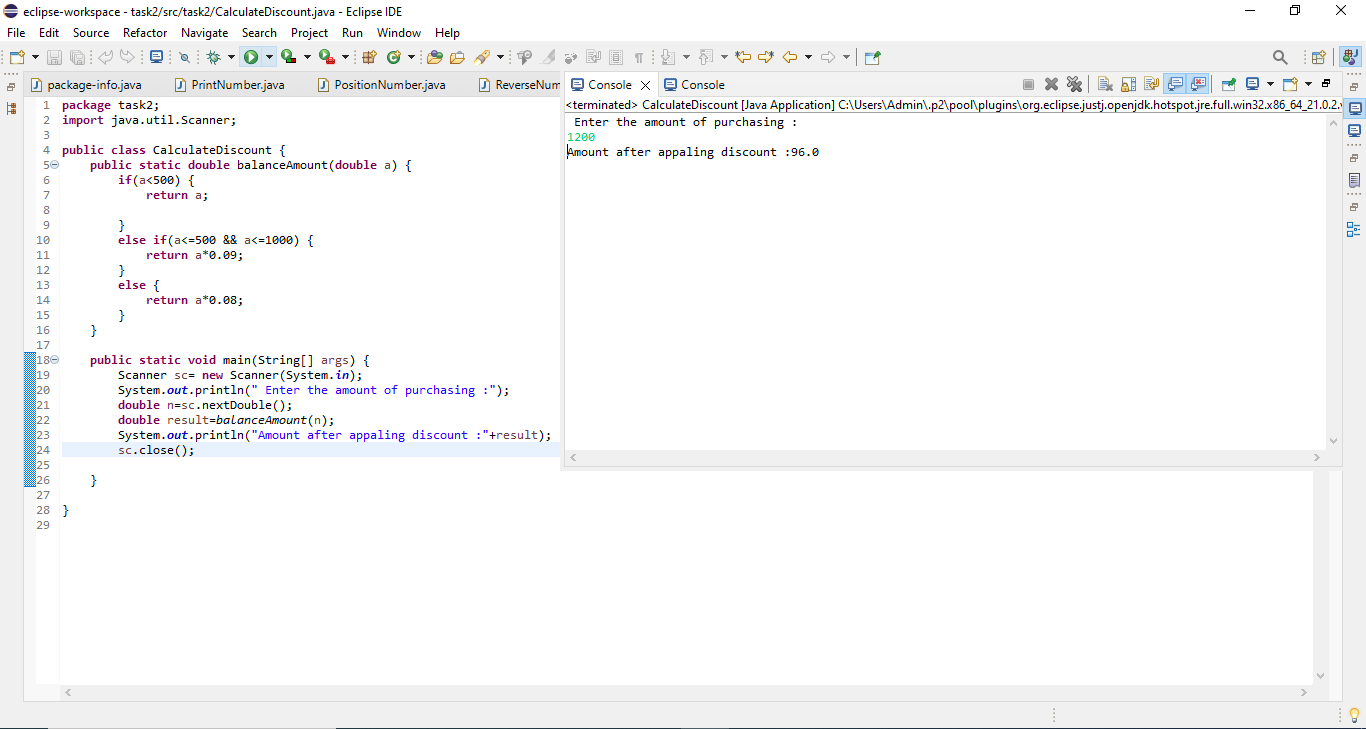 eclipse-workspace - task2/src/task2/CalculateDiscount.java - Eclipse IDE
File Edit Source Refactor Navigate Search Project Run Window Help
package-info.java PrintNumber.java PositionNumber.java ReverseNum
1 package task2;
2 import java.util.Scanner;
3
4 public class CalculateDiscount {
5 public static double balanceAmount(double a) {
6 if(a<500) {
7 return a;
8
9 }
10 else if(a<=500 && a<=1000) {
11 return a*0.09;
12 }
13 else {
14 return a*0.08;
15 }
16 }
17
18 public static void main(String[] args) {
19 Scanner sc= new Scanner(System.in);
20 System.out.println(" Enter the amount of purchasing :");
21 double n=sc.nextDouble();
22 double result=balanceAmount(n);
23 System.out.println("Amount after appaling discount :"+result);
24 sc.close();
25
26 }
27
28 }
29
Console Console
<terminated> CalculateDiscount [Java Application] C:\Users\Admin\.p2\pool\plugins\org.eclipse.justj.openjdk.hotspot.jre.full.win32.x86_64_21.0.2.v
Enter the amount of purchasing :
1200
Amount after appaling discount :96.0